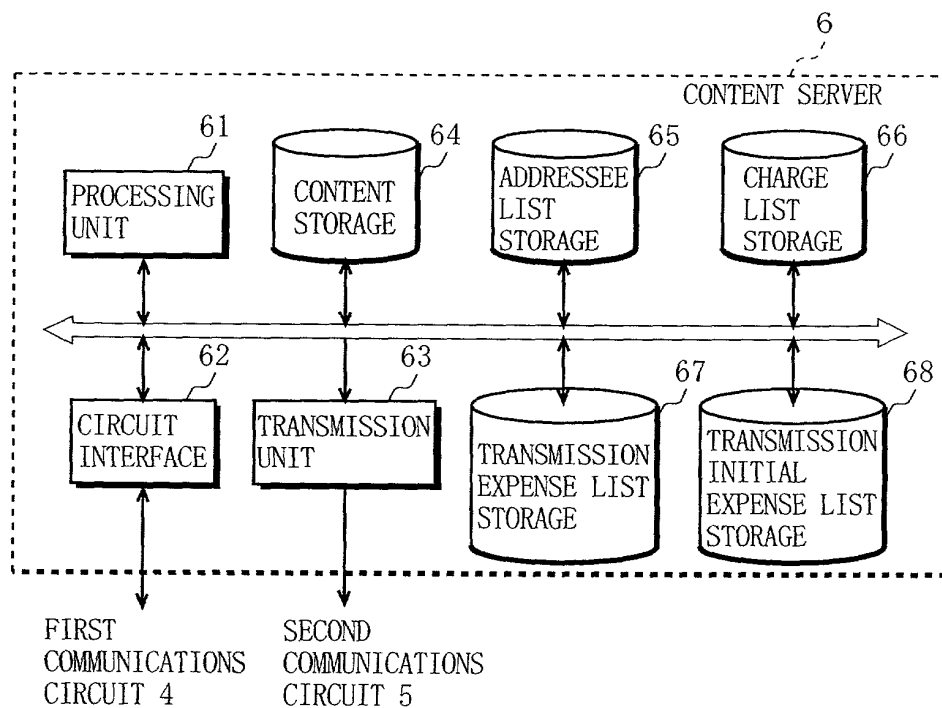 6
CONTENT SERVER
61
PROCESSING
UNIT
64
CONTENT
STORAGE
65
ADDRESSEE
LIST
STORAGE
66
CHARGE
LIST
STORAGE
62
CIRCUIT
INTERFACE
63
TRANSMISSION
UNIT
67
TRANSMISSION
EXPENSE LIST
STORAGE
68
TRANSMISSION
INITIAL
EXPENSE LIST
STORAGE
FIRST
COMMUNICATIONS
CIRCUIT 4
SECOND
COMMUNICATIONS
CIRCUIT 5